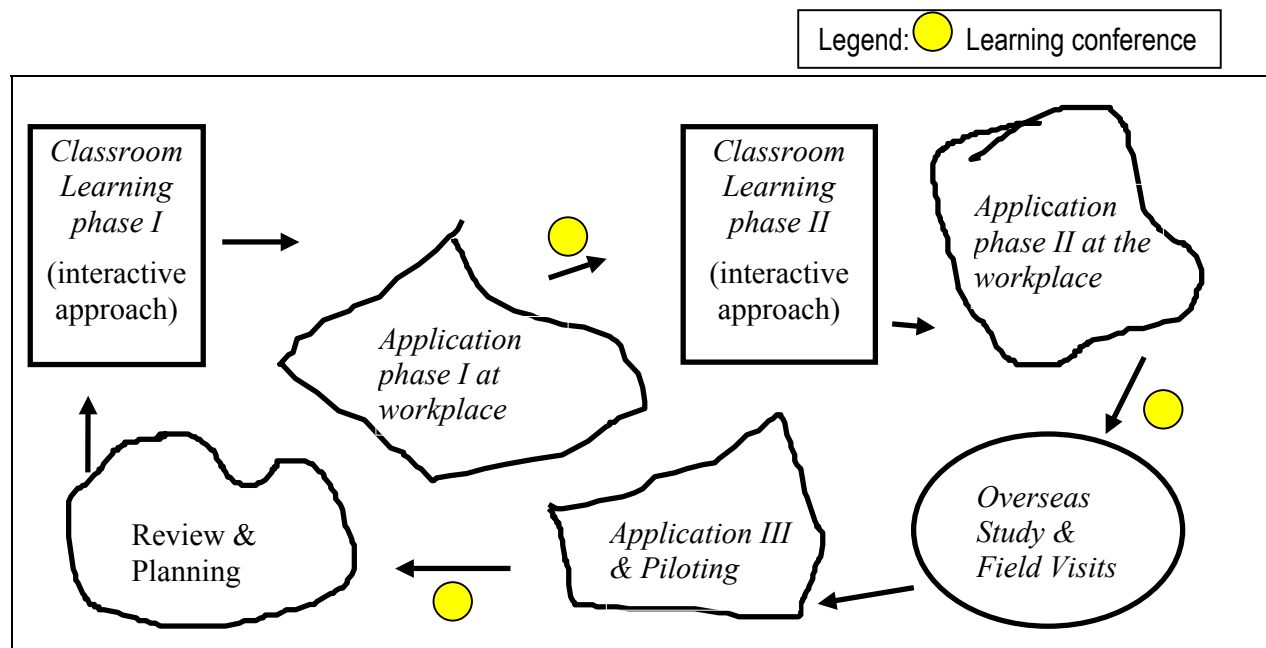 Legend: Learning conference
Classroom
Learning
phase I
(interactive
approach)
Application
phase I at
workplace
Classroom
Learning
phase II
(interactive
approach)
Application
phase II at the
workplace
Overseas
Study &
Field Visits
Application III
& Piloting
Review &
Planning